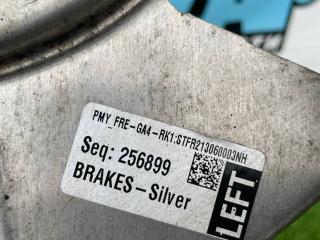 PMY_FRE-GA4-RK1:STFR213060003NH
Seq: 256899
BRAKES-Silver
LEFT